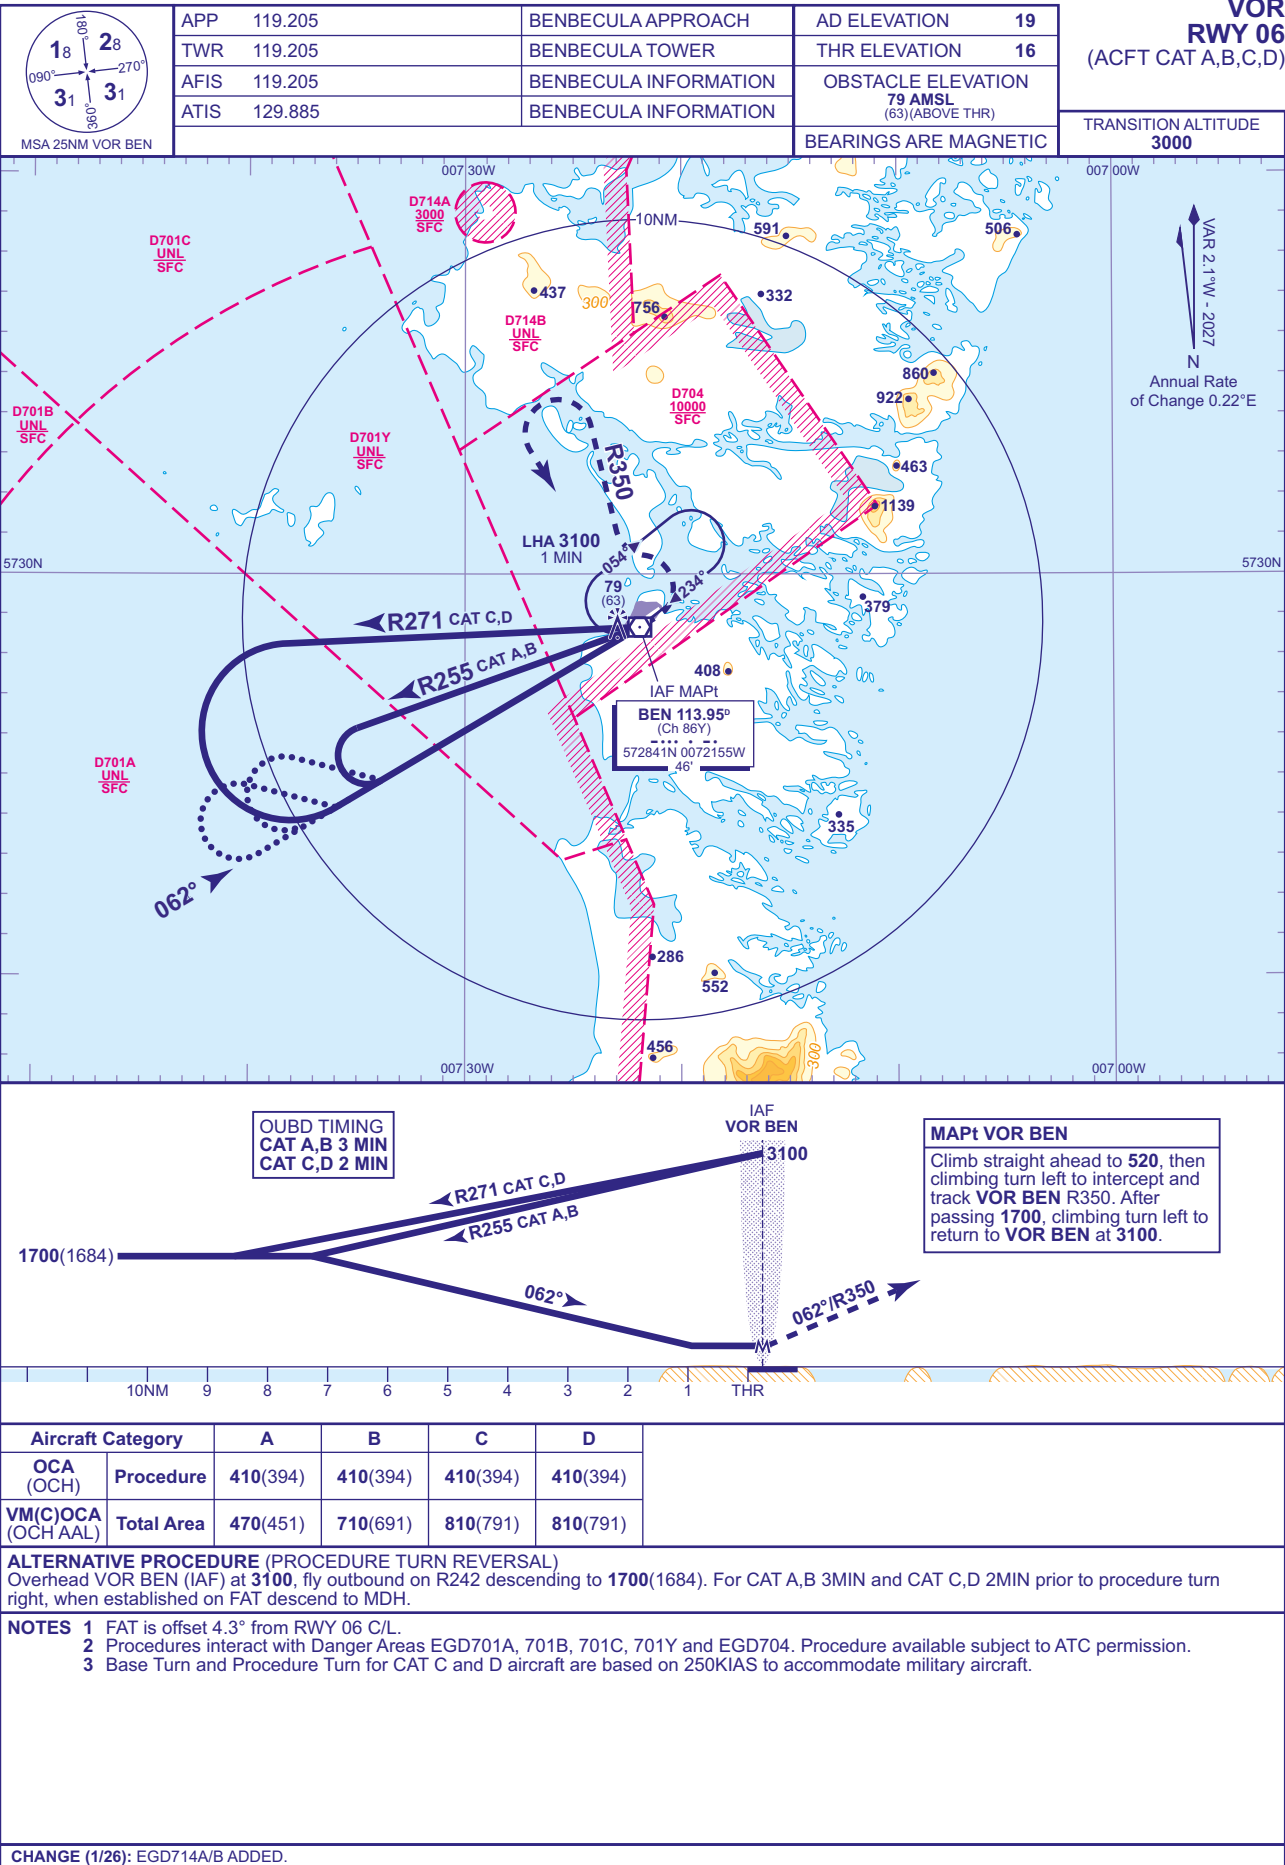 VOR
RWY 06
(ACFT CAT A,B,C,D)
APP 119.205 BENBECULA APPROACH
TWR 119.205 BENBECULA TOWER
AFIS 119.205 BENBECULA INFORMATION
ATIS 129.885 BENBECULA INFORMATION
AD ELEVATION 19
THR ELEVATION 16
OBSTACLE ELEVATION
79 AMSL
(63)(ABOVE THR)
BEARINGS ARE MAGNETIC
TRANSITION ALTITUDE
3000
180°
18 28
090° 270°
31 31
360°
MSA 25NM VOR BEN
00730W
00700W
D714A
3000
SFC
10NM
591
506
D701C
UNL
SFC
VAR 2.1°W - 2027
N
Annual Rate
of Change 0.22°E
437
300
756
332
D714B
UNL
SFC
860
922
D704
10000
SFC
D701B
UNL
SFC
D701Y
UNL
SFC
R350
463
1139
LHA 3100
1 MIN
054°
234°
5730N
5730N
79
(63)
379
R271 CAT C,D
R255 CAT A,B
408
IAF MAPt
BEN 113.95ᴰ
(Ch 86Y)
572841N 0072155W
46'
D701A
UNL
SFC
335
062°
286
552
456
300
00730W
00700W
OUBD TIMING
CAT A,B 3 MIN
CAT C,D 2 MIN
IAF
VOR BEN
3100
R271 CAT C,D
R255 CAT A,B
1700(1684)
062°
062°/R350
M
MAPt VOR BEN
Climb straight ahead to 520, then
climbing turn left to intercept and
track VOR BEN R350. After
passing 1700, climbing turn left to
return to VOR BEN at 3100.
10NM 9 8 7 6 5 4 3 2 1 THR
Aircraft Category A B C D
OCA
(OCH)
Procedure 410(394) 410(394) 410(394) 410(394)
VM(C)OCA
(OCH AAL)
Total Area 470(451) 710(691) 810(791) 810(791)
ALTERNATIVE PROCEDURE (PROCEDURE TURN REVERSAL)
Overhead VOR BEN (IAF) at 3100, fly outbound on R242 descending to 1700(1684). For CAT A,B 3MIN and CAT C,D 2MIN prior to procedure turn
right, when established on FAT descend to MDH.
NOTES 1 FAT is offset 4.3° from RWY 06 C/L.
2 Procedures interact with Danger Areas EGD701A, 701B, 701C, 701Y and EGD704. Procedure available subject to ATC permission.
3 Base Turn and Procedure Turn for CAT C and D aircraft are based on 250KIAS to accommodate military aircraft.
CHANGE (1/26): EGD714A/B ADDED.